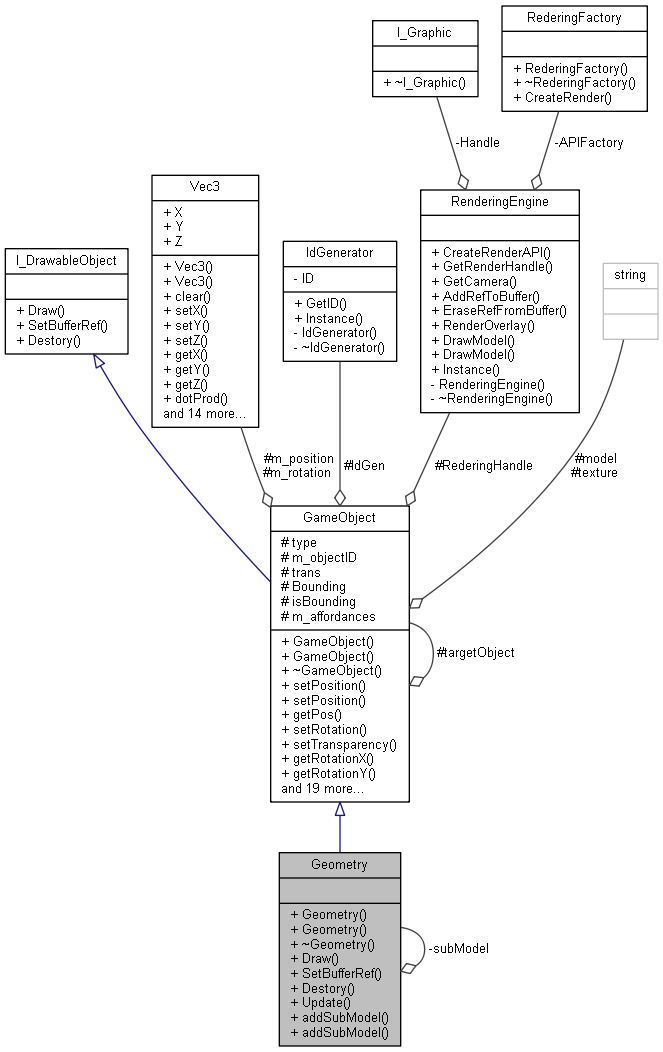 I_Graphic
+ ~I_Graphic()
RederingFactory
+ RederingFactory()
+ ~RederingFactory()
+ CreateRender()
-Handle
-APIFactory
Vec3
+ X
+ Y
+ Z
+ Vec3()
+ Vec3()
+ clear()
+ setX()
+ setY()
+ setZ()
+ getX()
+ getY()
+ getZ()
+ dotProd()
and 14 more...
RenderingEngine
+ CreateRenderAPI()
+ GetRenderHandle()
+ GetCamera()
+ AddRefToBuffer()
+ EraseRefFromBuffer()
+ RenderOverlay()
+ DrawModel()
+ DrawModel()
+ Instance()
- RenderingEngine()
- ~RenderingEngine()
I_DrawableObject
+ Draw()
+ SetBufferRef()
+ Destory()
IdGenerator
- ID
+ GetID()
+ Instance()
- IdGenerator()
- ~IdGenerator()
string
#m_position
#m_rotation
#IdGen
#RederingHandle
#model
#texture
GameObject
# type
# m_objectID
# trans
# Bounding
# isBounding
# m_affordances
+ GameObject()
+ GameObject()
+ ~GameObject()
+ setPosition()
+ setPosition()
+ getPos()
+ setRotation()
+ setTransparency()
+ getRotationX()
+ getRotationY()
and 19 more...
#targetObject
Geometry
+ Geometry()
+ Geometry()
+ ~Geometry()
+ Draw()
+ SetBufferRef()
+ Destory()
+ Update()
+ addSubModel()
+ addSubModel()
-subModel